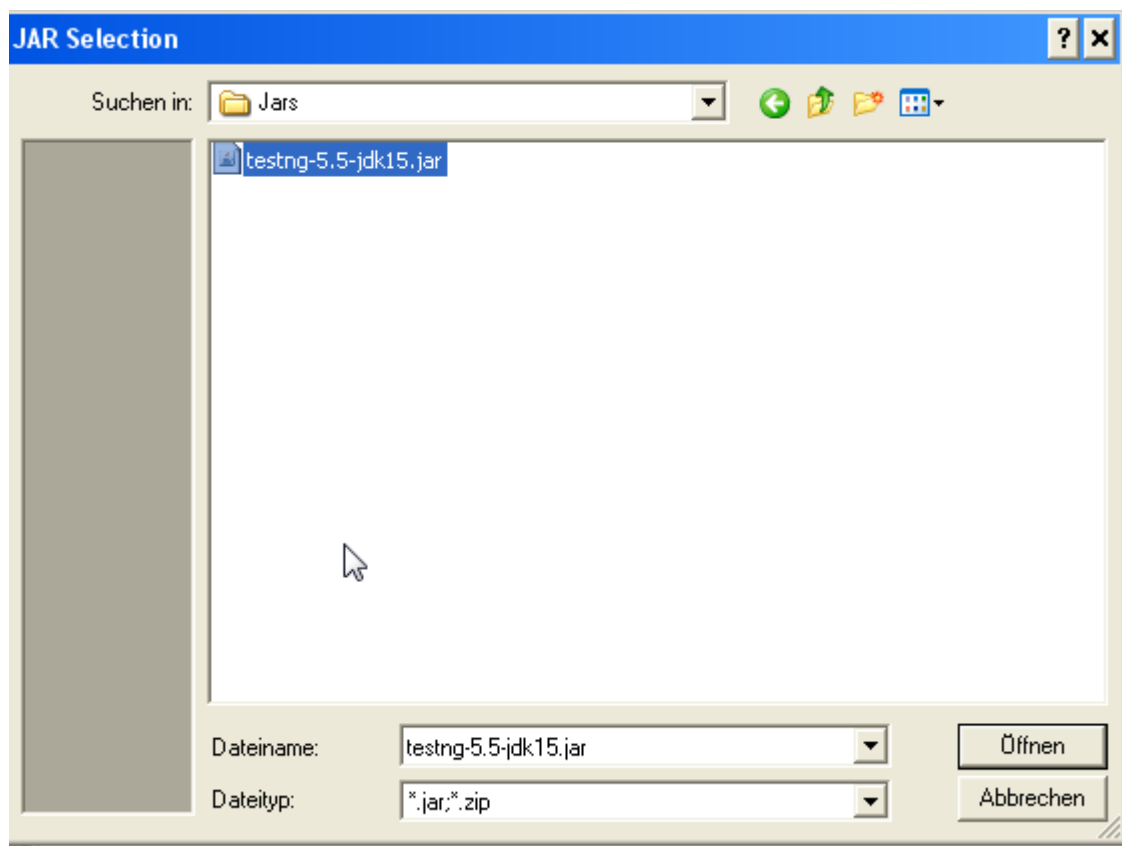 JAR Selection
Suchen in: Jars
testng-5.5-jdk15.jar
Dateiname: testng-5.5-jdk15.jar Öffnen
Dateityp: *.jar;*.zip Abbrechen